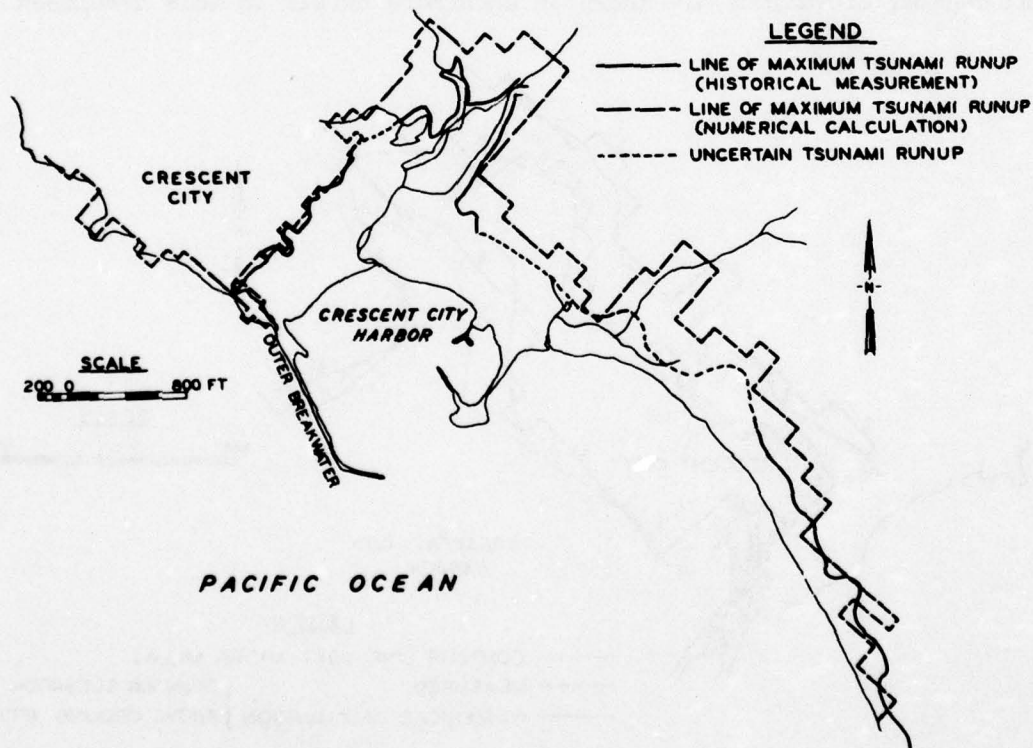 LEGEND
LINE OF MAXIMUM TSUNAMI RUNUP
(HISTORICAL MEASUREMENT)
LINE OF MAXIMUM TSUNAMI RUNUP
(NUMERICAL CALCULATION)
UNCERTAIN TSUNAMI RUNUP
CRESCENT
CITY
-N-
CRESCENT CITY
HARBOR
OUTER BREAKWATER
SCALE
200 0 800 FT
PACIFIC OCEAN